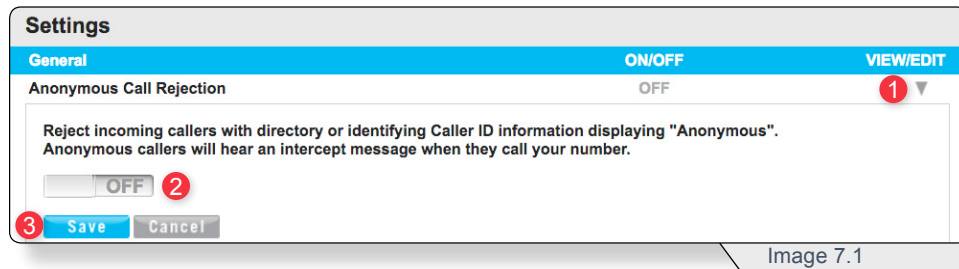 Settings
General ON/OFF VIEW/EDIT
Anonymous Call Rejection OFF 1
Reject incoming callers with directory or identifying Caller ID information displaying "Anonymous".
Anonymous callers will hear an intercept message when they call your number.
OFF 2
3 Save Cancel
Image 7.1